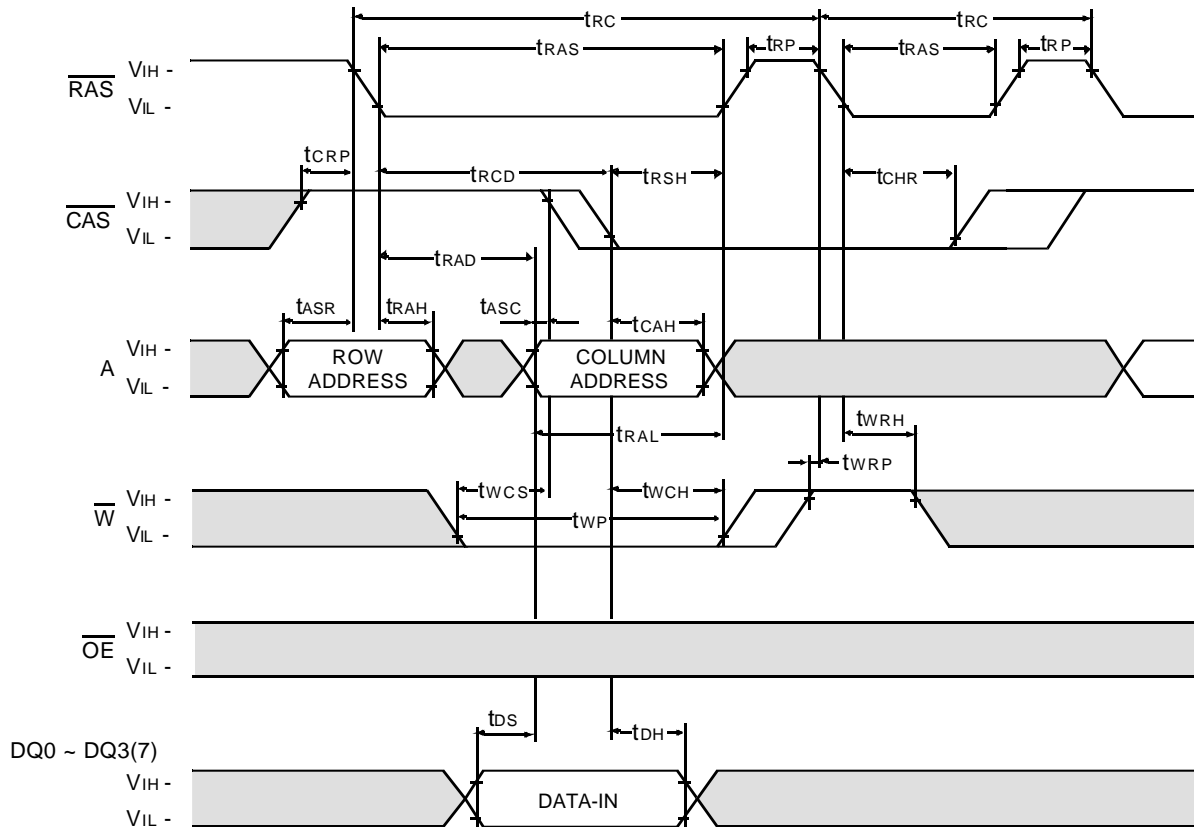 tRC tRC
tRAS tRP tRAS tRP
RAS VIH -
VIL -
tCRP tRCD tRSH tCHR
CAS VIH -
VIL -
tRAD
tASR tRAH tASC tCAH
A VIH -
VIL -
ROW
ADDRESS
COLUMN
ADDRESS
tRAL tWRH
tWRP
tWCS tWCH
tWP
W VIH -
VIL -
OE VIH -
VIL -
tDS tDH
DQ0 ~ DQ3(7)
VIH -
VIL -
DATA-IN